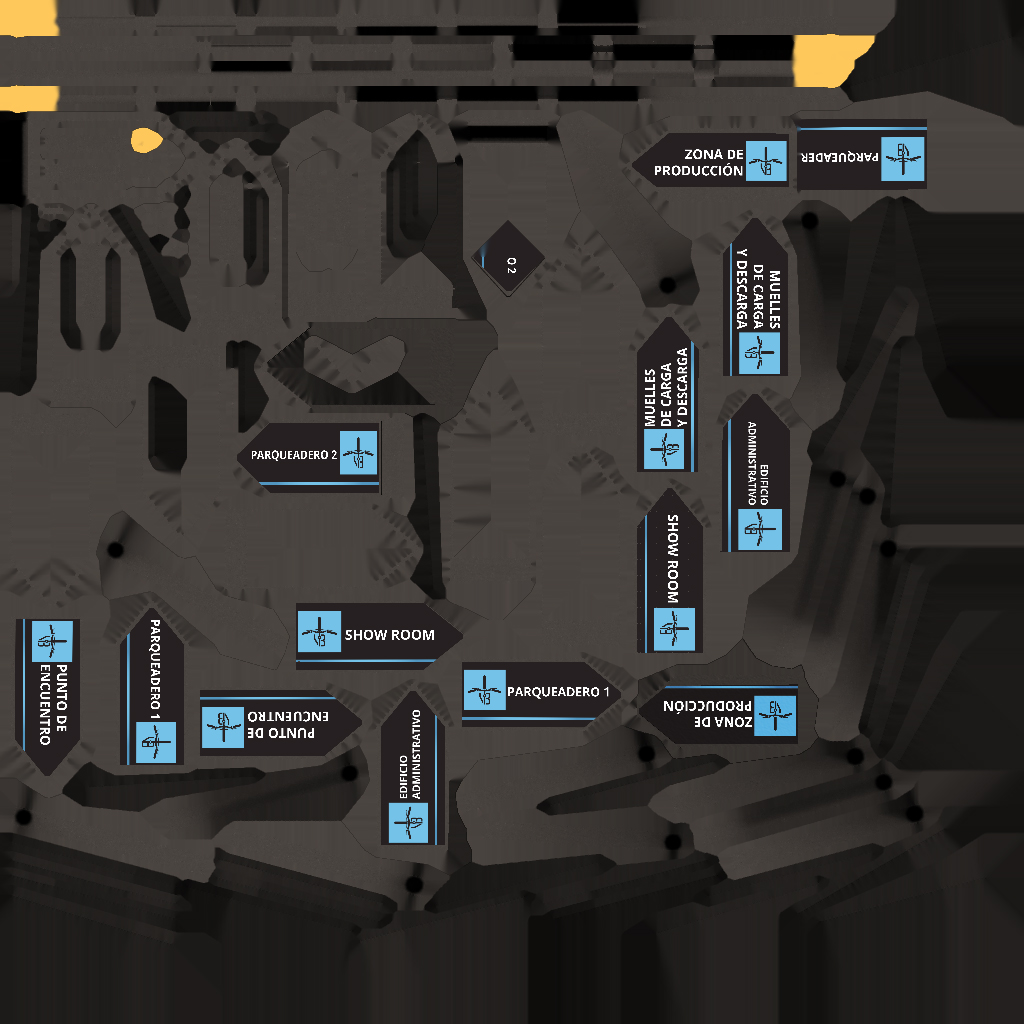 ZONA DE
PRODUCCIÓN
PARQUEADER
O 2
MUELLES
DE CARGA
Y DESCARGA
MUELLES
DE CARGA
Y DESCARGA
PARQUEADERO 2
EDIFICIO
ADMINISTRATIVO
SHOW ROOM
SHOW ROOM MOHS
PARQUEADERO 1
PUNTO DE
ENCUENTRO
PARQUEADERO 1
PUNTO DE
ENCUENTRO
EDIFICIO
ADMINISTRATIVO
ZONA DE
PRODUCCIÓN